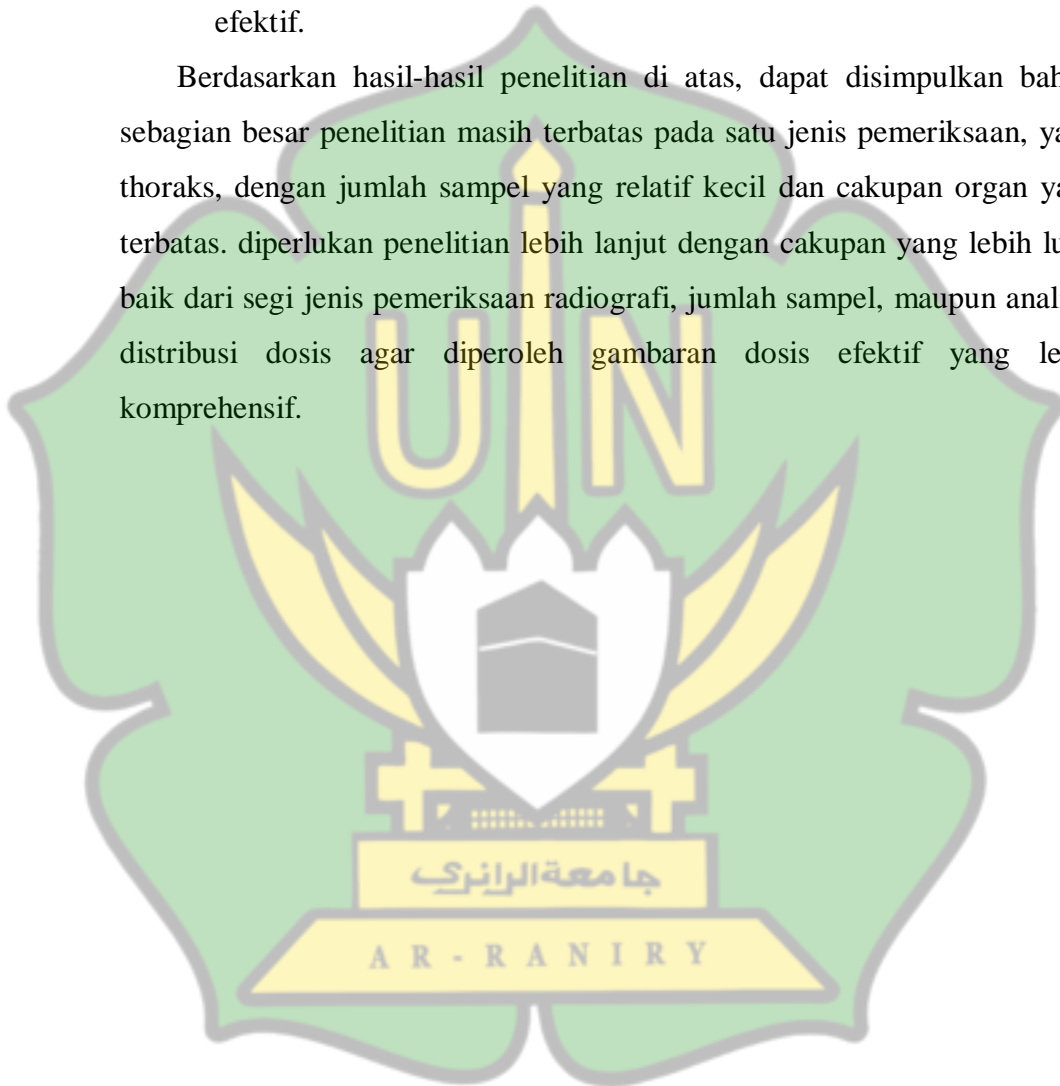 efektif.
Berdasarkan hasil-hasil penelitian di atas, dapat disimpulkan bah
sebagian besar penelitian masih terbatas pada satu jenis pemeriksaan, ya
thoraks, dengan jumlah sampel yang relatif kecil dan cakupan organ ya
terbatas. diperlukan penelitian lebih lanjut dengan cakupan yang lebih lu
baik dari segi jenis pemeriksaan radiografi, jumlah sampel, maupun anal
distribusi dosis agar diperoleh gambaran dosis efektif yang le
komprehensif.
UIN
جامعة الرانري
AR-RANIRY